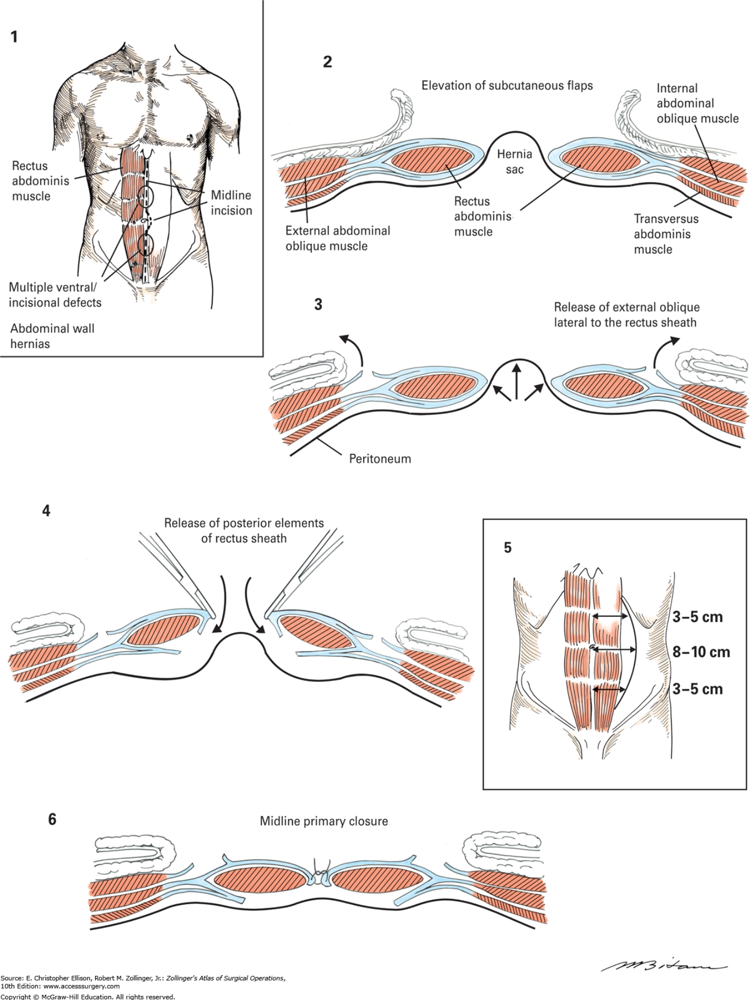 1
Rectus
abdominis
muscle
Midline
incision
Multiple ventral/
incisional defects
Abdominal wall
hernias
2
Elevation of subcutaneous flaps
Internal
abdominal
oblique muscle
Hernia
sac
Rectus
abdominis
muscle
External abdominal
oblique muscle
Transversus
abdominis
muscle
3
Release of external oblique
lateral to the rectus sheath
Peritoneum
4
Release of posterior elements
of rectus sheath
5
3–5 cm
8–10 cm
3–5 cm
6
Midline primary closure
Source: E. Christopher Ellison, Robert M. Zollinger, Jr.: Zollinger's Atlas of Surgical Operations,
10th Edition: www.accesssurgery.com
Copyright © McGraw-Hill Education. All rights reserved.